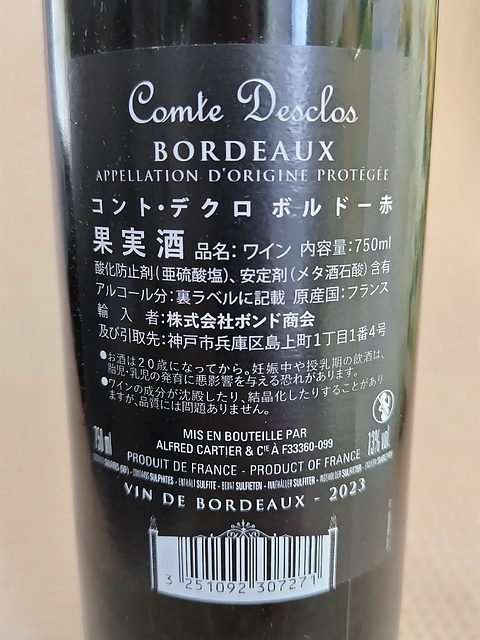 Comte Desclos
BORDEAUX
APPELLATION D'ORIGINE PROTÉGÉE
コント・デクロ ボルドー赤
果実酒 品名：ワイン 内容量：750ml
酸化防止剤（亜硫酸塩）、安定剤（メタ酒石酸）含有
アルコール分：裏ラベルに記載 原産国：フランス
輸入者：株式会社ボンド商会
及び引取先：神戸市兵庫区島上町1丁目1番4号
●お酒は２０歳になってから。妊娠中や授乳期の飲酒は、
胎児・乳児の発育に悪影響を与える恐れがあります。
●ワインの成分が沈殿したり、結晶化したりすることがあり
ますが、品質には問題ありません。
MIS EN BOUTEILLE PAR
ALFRED CARTIER & CIE À F33360-099
750 ml
13% vol
PRODUIT DE FRANCE - PRODUCT OF FRANCE
VIN DE BORDEAUX - 2023
3 251092 307271